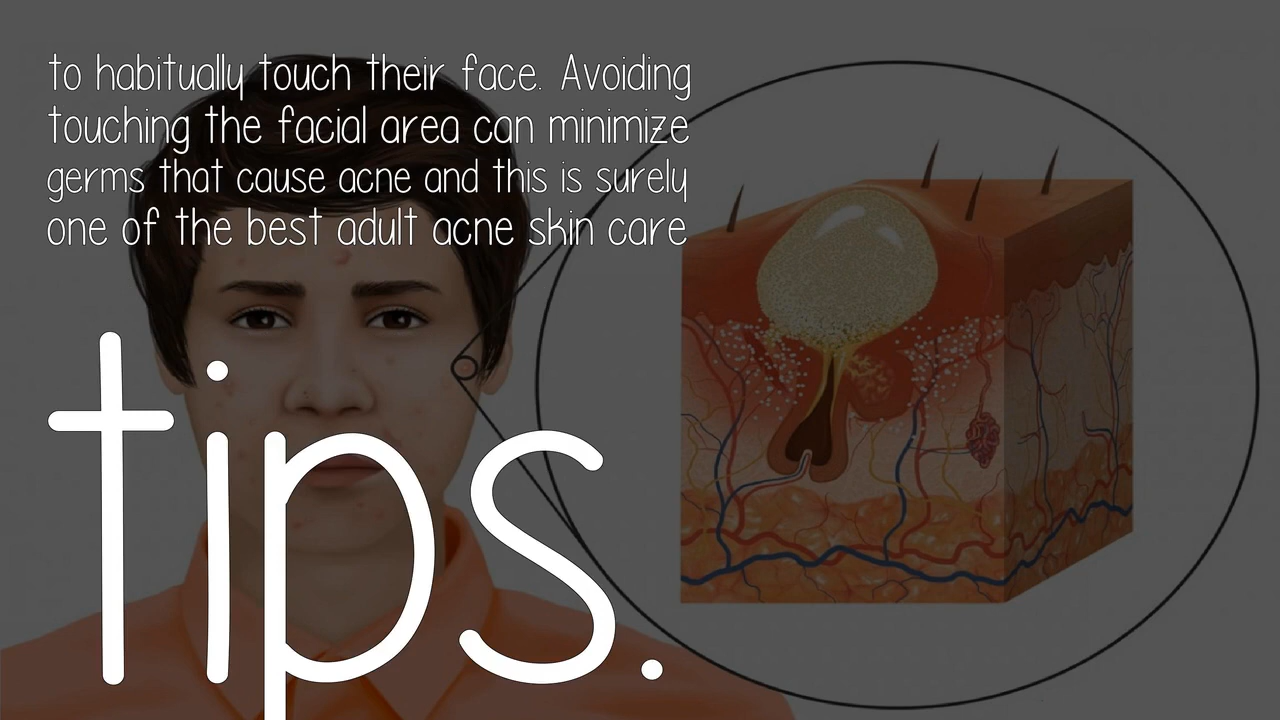 to habitually touch their face. Avoiding
touching the facial area can minimize
germs that cause acne and this is surely
one of the best adult acne skin care
tips.